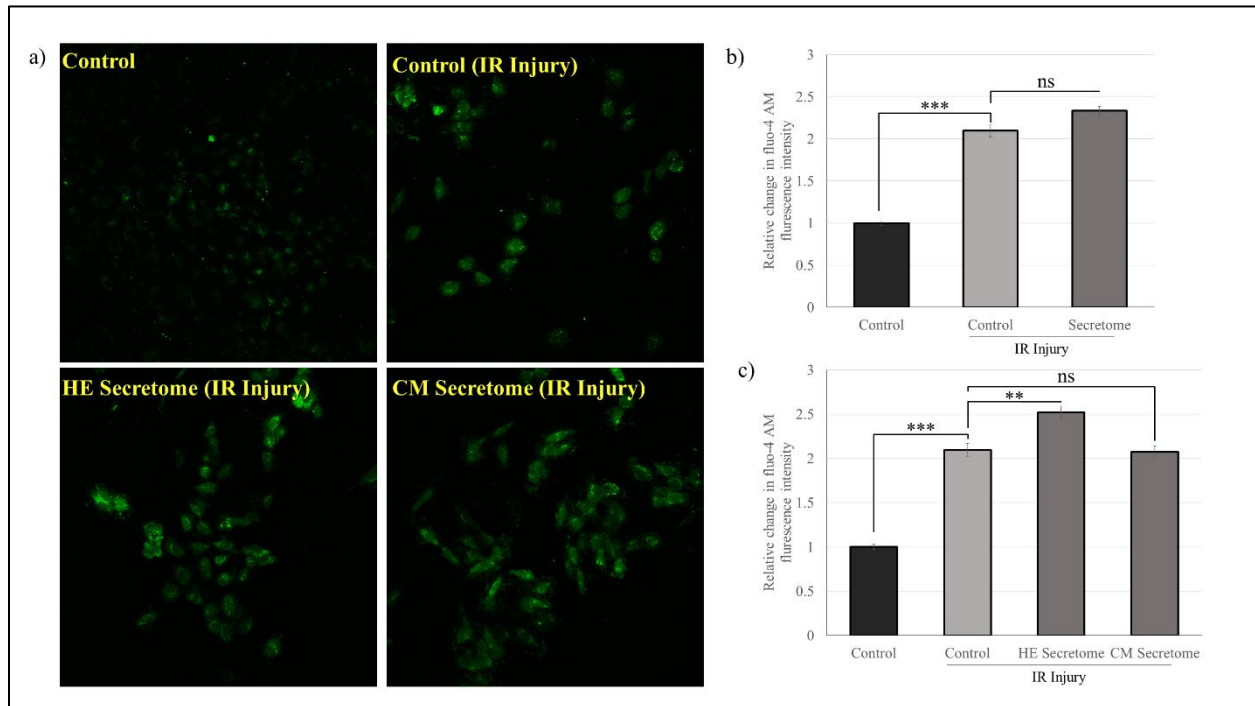 a)
Control
Control (IR Injury)
HE Secretome (IR Injury)
CM Secretome (IR Injury)
b)
Relative change in fluo-4 AM
flurescence intensity
3
2.5
2
1.5
1
0.5
0
***
ns
Control
Control
Secretome
IR Injury
c)
Relative change in fluo-4 AM
flurescence intensity
3
2.5
2
1.5
1
0.5
0
***
**
ns
Control
Control
HE Secretome
CM Secretome
IR Injury